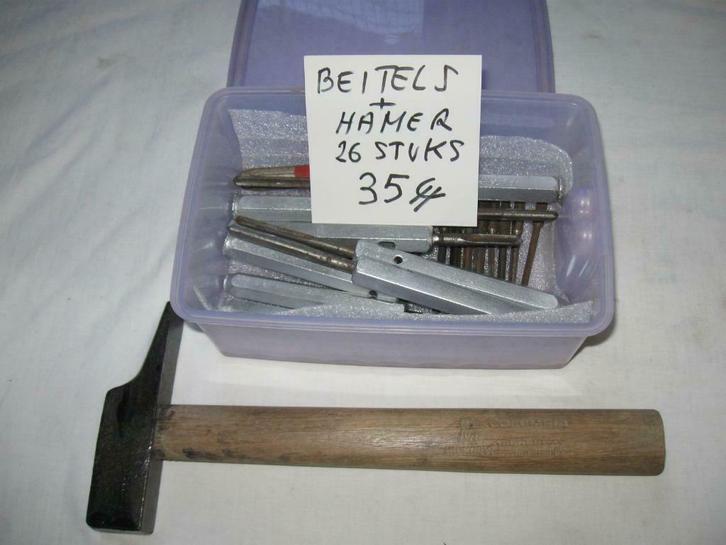 BEITELS
+
HAMER
26 STUKS
35